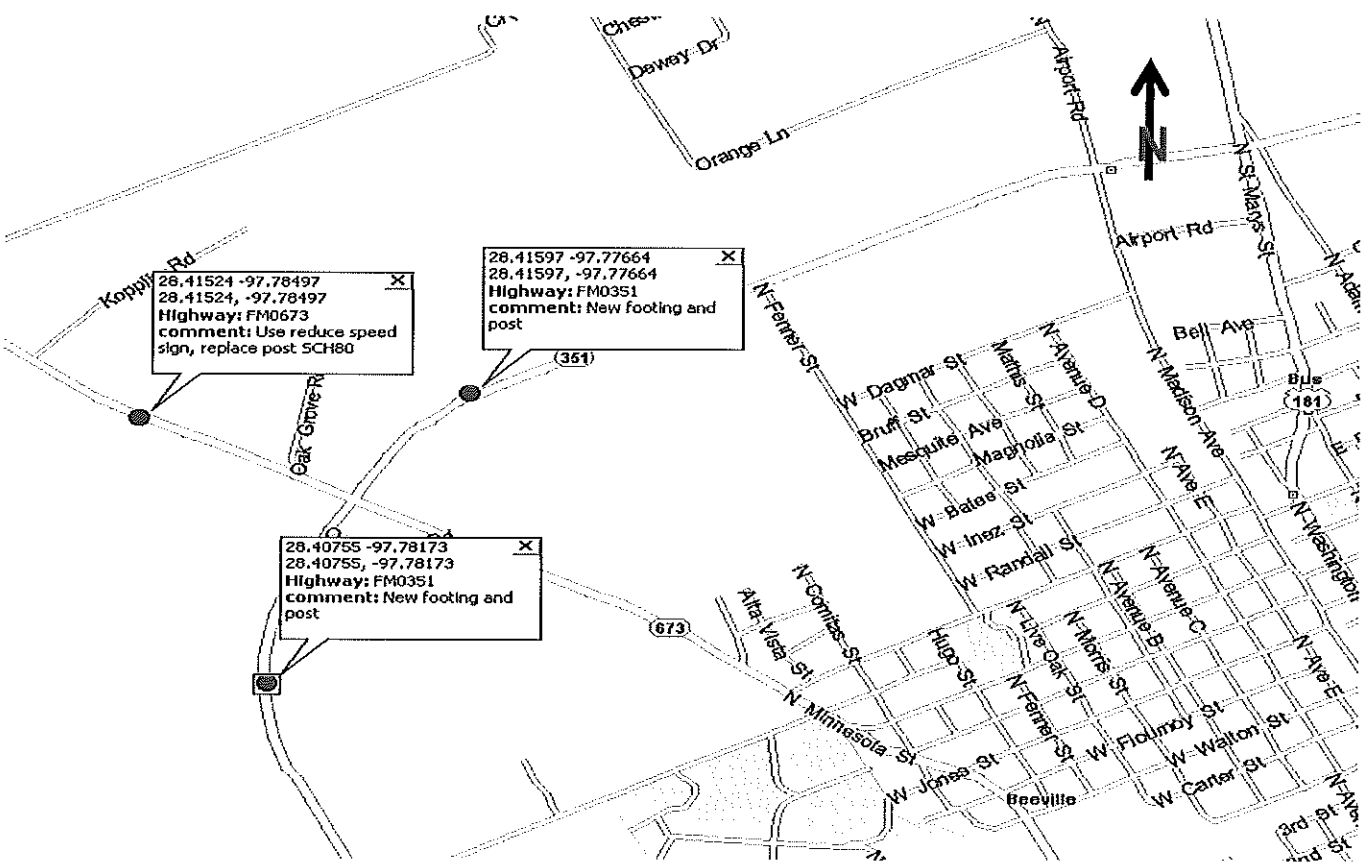 Dewey Dr
Orange Ln
Airport Rd
N
N St Marys St
Airport Rd
Kopplin Rd
28.41524 -97.78497
28.41524, -97.78497
Highway: FM0673
comment: Use reduce speed
sign, replace post SCH80
28.41597 -97.77664
28.41597, -97.77664
Highway: FM0351
comment: New footing and
post
351
Oak Grove R
N Fenner St
Bell Ave
Bus
181
W Dagmar St
Mathis St
N Avenue D
N Madison Ave
Bruff St
Mesquite Ave
Magnolia St
N Ave E
W Bates St
W Inez St
W Randall St
N Washington
28.40755 -97.78173
28.40755, -97.78173
Highway: FM0351
comment: New footing and
post
673
Alta Vista St
N Comitas St
Hugo St
N Live Oak St
N Morris St
N Avenue B
N Avenue C
N Ave E
N Fenner St
N Minnesota St
W Jones St
W Flournoy St
W Walton St
W Carter St
Beeville
3rd St